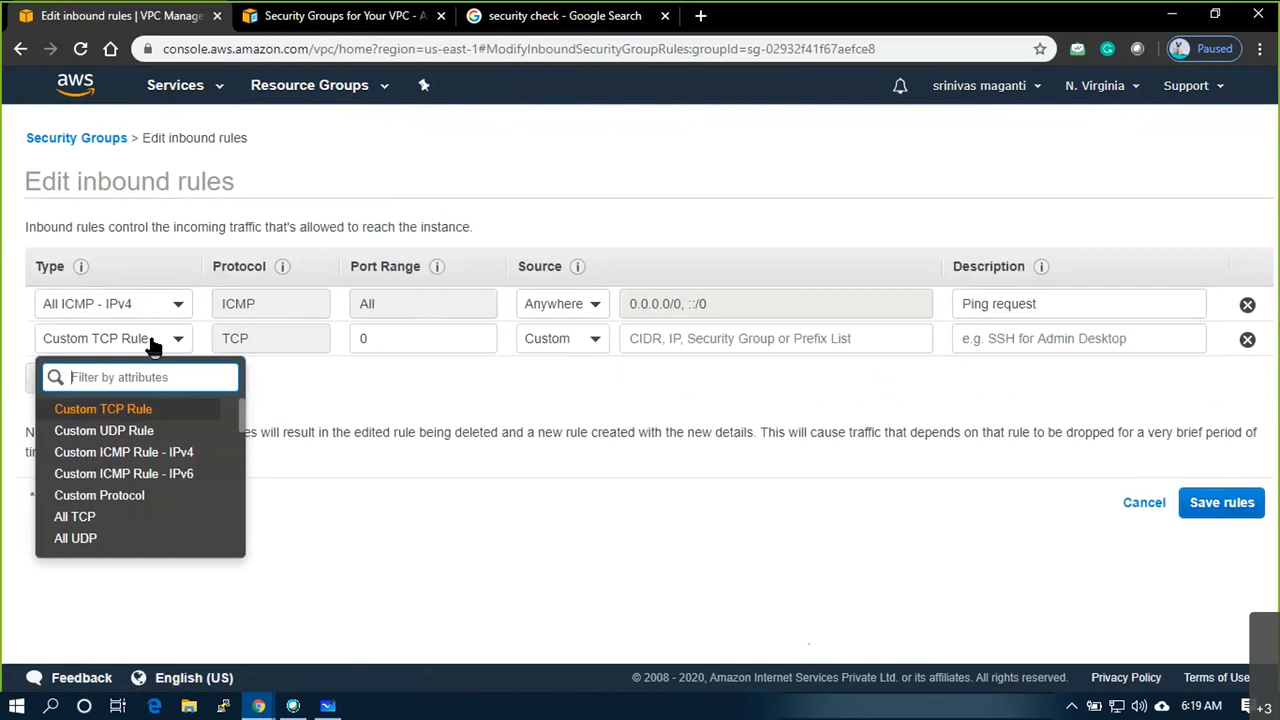 Edit inbound rules | VPC Manage
Security Groups for Your VPC - A
security check - Google Search
console.aws.amazon.com/vpc/home?region=us-east-1#ModifyInboundSecurityGroupRules:groupId=sg-02932f41f67aefce8
Paused
aws
Services
Resource Groups
srinivas maganti
N. Virginia
Support
Security Groups > Edit inbound rules
Edit inbound rules
Inbound rules control the incoming traffic that's allowed to reach the instance.
Type Protocol Port Range Source Description
All ICMP - IPv4 ICMP All Anywhere 0.0.0.0/0, ::/0 Ping request
Custom TCP Rule TCP 0 Custom CIDR, IP, Security Group or Prefix List e.g. SSH for Admin Desktop
Filter by attributes
Custom TCP Rule
Custom UDP Rule
Custom ICMP Rule - IPv4
Custom ICMP Rule - IPv6
Custom Protocol
All TCP
All UDP
es will result in the edited rule being deleted and a new rule created with the new details. This will cause traffic that depends on that rule to be dropped for a very brief period of
Cancel
Save rules
Feedback
English (US)
© 2008 - 2020, Amazon Internet Services Private Ltd. or its affiliates. All rights reserved.
Privacy Policy
Terms of Use
6:19 AM
+3